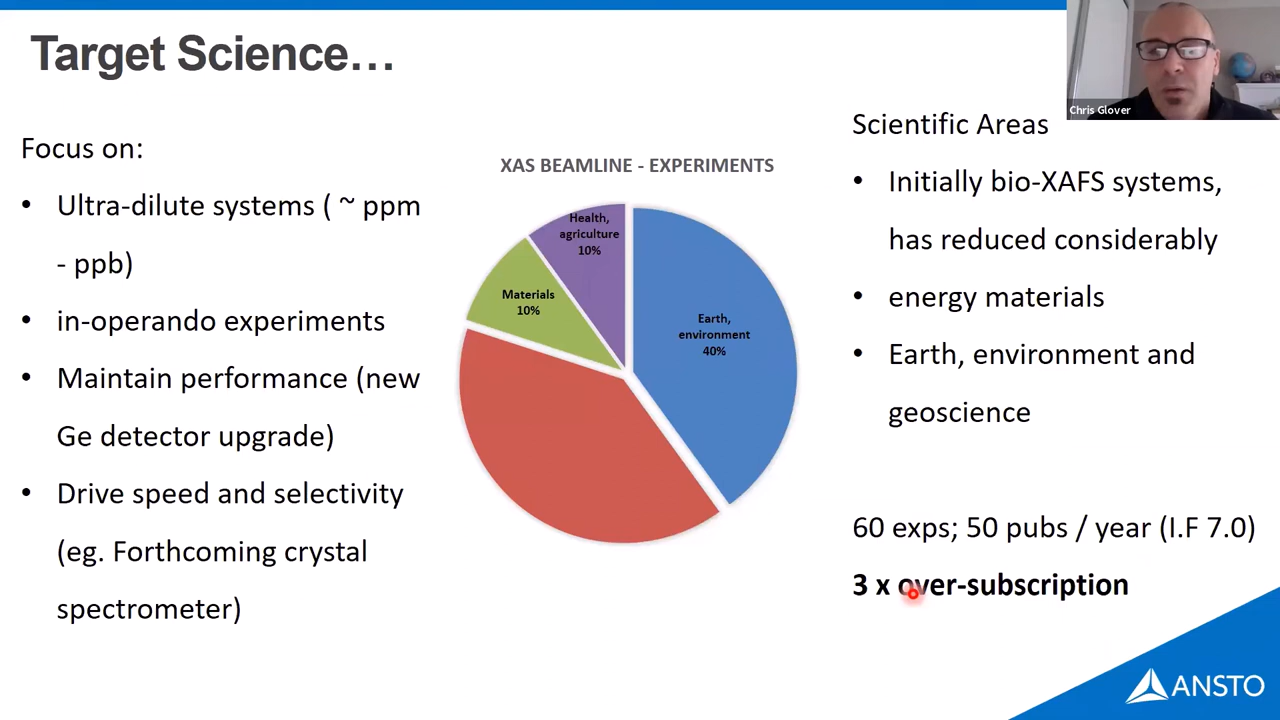 Target Science…
Chris Glover
Focus on:
• Ultra-dilute systems ( ~ ppm
- ppb)
• in-operando experiments
• Maintain performance (new
Ge detector upgrade)
• Drive speed and selectivity
(eg. Forthcoming crystal
spectrometer)
XAS BEAMLINE - EXPERIMENTS
Health,
agriculture
10%
Materials
10%
Earth,
environment
40%
Scientific Areas
• Initially bio-XAFS systems,
has reduced considerably
• energy materials
• Earth, environment and
geoscience
60 exps; 50 pubs / year (I.F 7.0)
3 x over-subscription
ANSTO